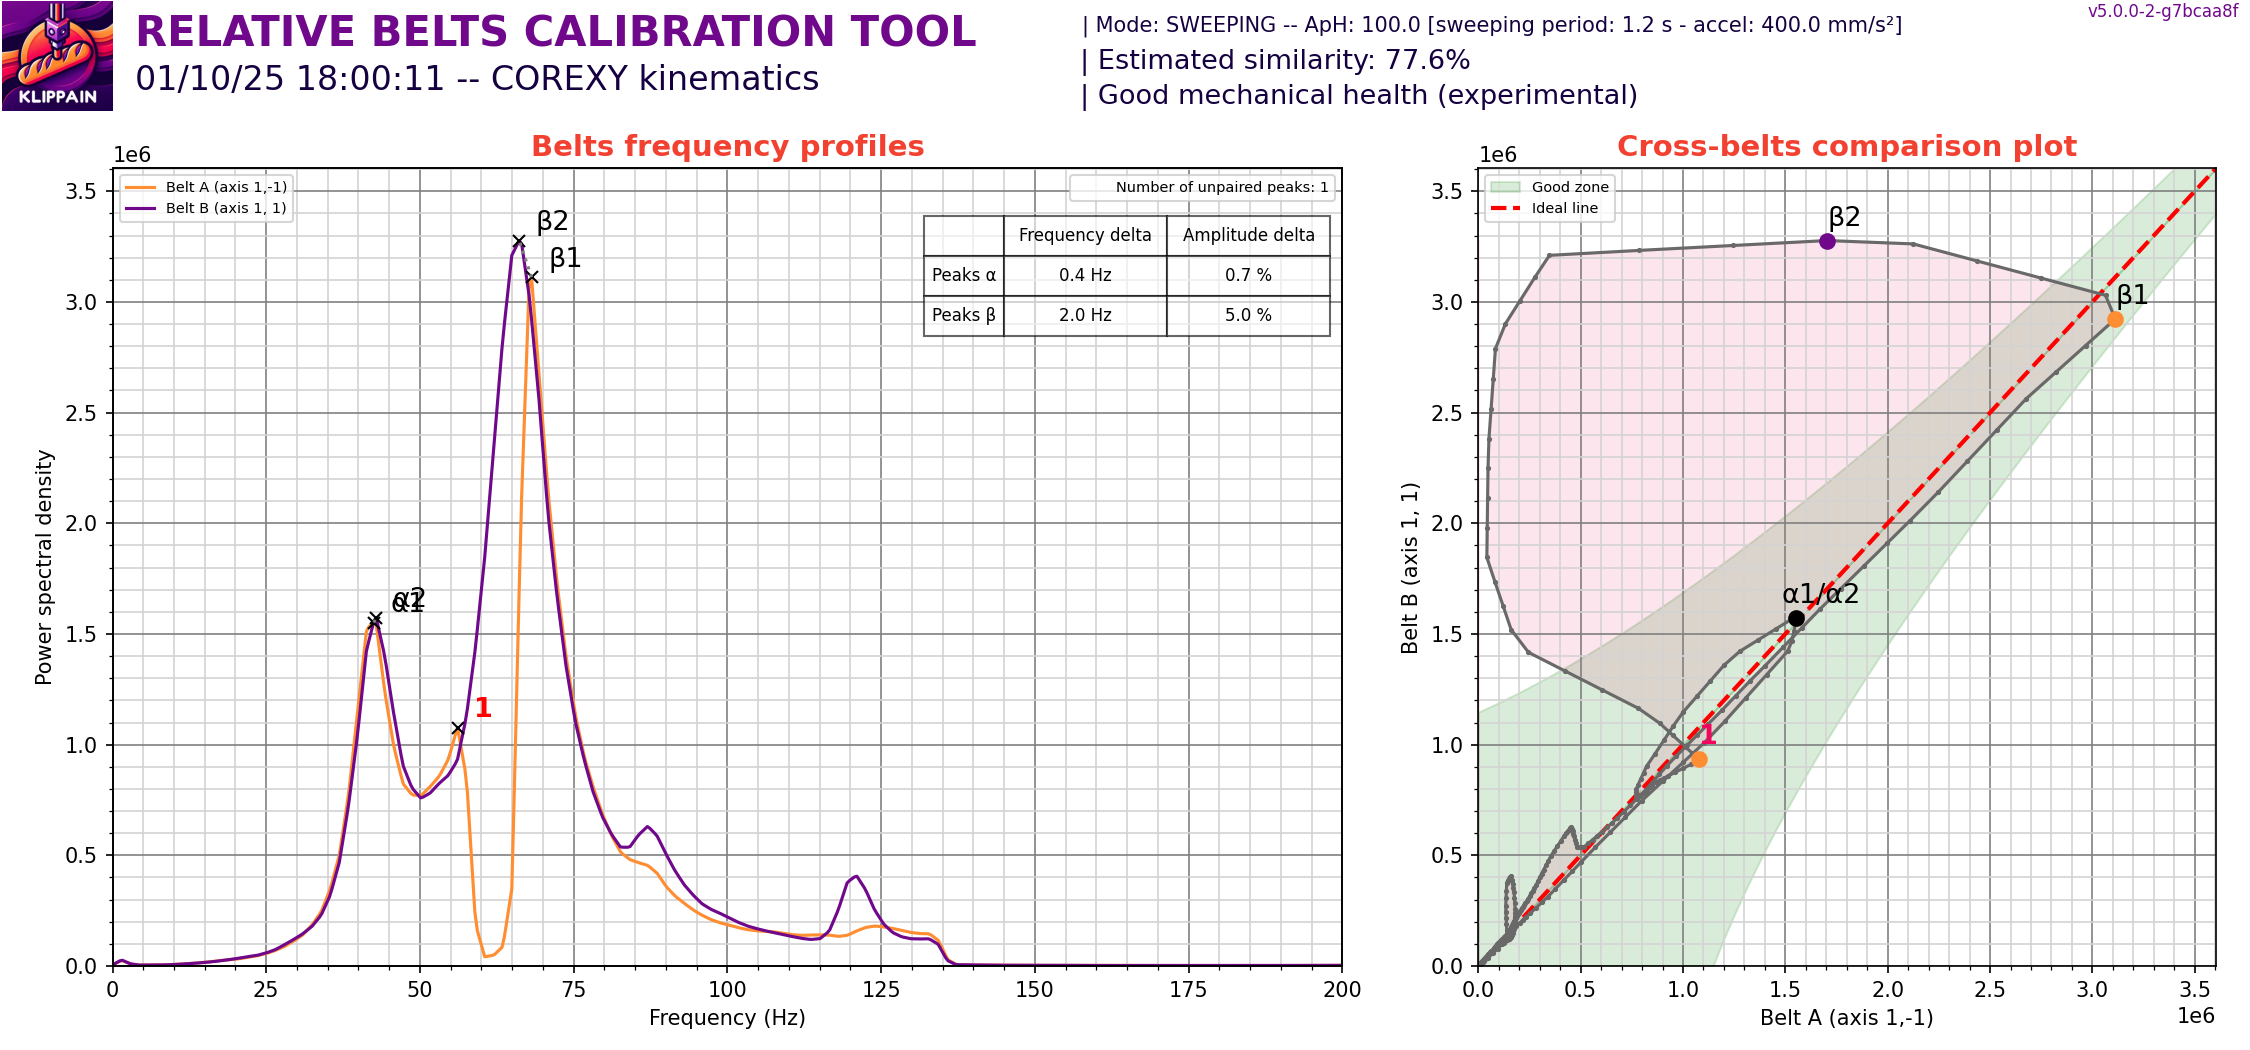 KLIPPAIN
RELATIVE BELTS CALIBRATION TOOL
01/10/25 18:00:11 -- COREXY kinematics
| Mode: SWEEPING -- ApH: 100.0 [sweeping period: 1.2 s - accel: 400.0 mm/s²]
| Estimated similarity: 77.6%
| Good mechanical health (experimental)
v5.0.0-2-g7bcaa8f
Belts frequency profiles
1e6
Belt A (axis 1,-1)
Belt B (axis 1, 1)
Number of unpaired peaks: 1
Frequency delta Amplitude delta
Peaks α 0.4 Hz 0.7 %
Peaks β 2.0 Hz 5.0 %
β2
β1
α2
α1
1
3.5
3.0
2.5
2.0
1.5
1.0
0.5
0.0
Power spectral density
0 25 50 75 100 125 150 175 200
Frequency (Hz)
Cross-belts comparison plot
1e6
Good zone
Ideal line
β2
β1
α1/α2
1
3.5
3.0
2.5
2.0
1.5
1.0
0.5
0.0
Belt B (axis 1, 1)
0.0 0.5 1.0 1.5 2.0 2.5 3.0 3.5
Belt A (axis 1,-1)
1e6